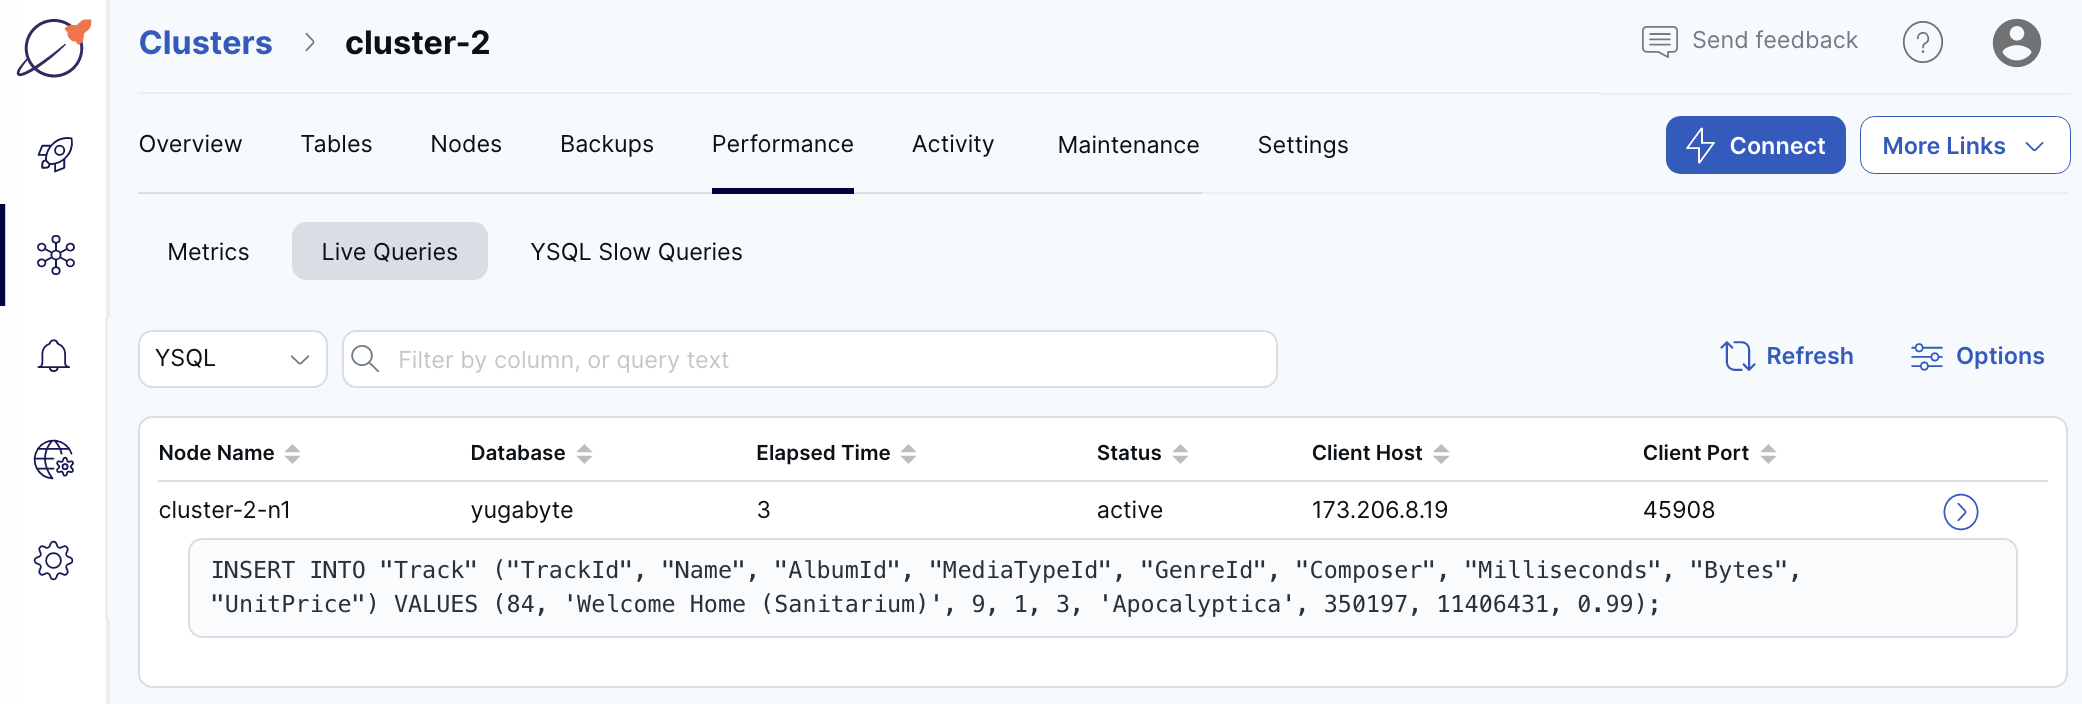 Clusters > cluster-2
Send feedback ?
Overview Tables Nodes Backups Performance Activity Maintenance Settings Connect More Links
Metrics Live Queries YSQL Slow Queries
YSQL Filter by column, or query text Refresh Options
Node Name Database Elapsed Time Status Client Host Client Port
cluster-2-n1 yugabyte 3 active 173.206.8.19 45908
INSERT INTO "Track" ("TrackId", "Name", "AlbumId", "MediaTypeId", "GenreId", "Composer", "Milliseconds", "Bytes",
"UnitPrice") VALUES (84, 'Welcome Home (Sanitarium)', 9, 1, 3, 'Apocalyptica', 350197, 11406431, 0.99);